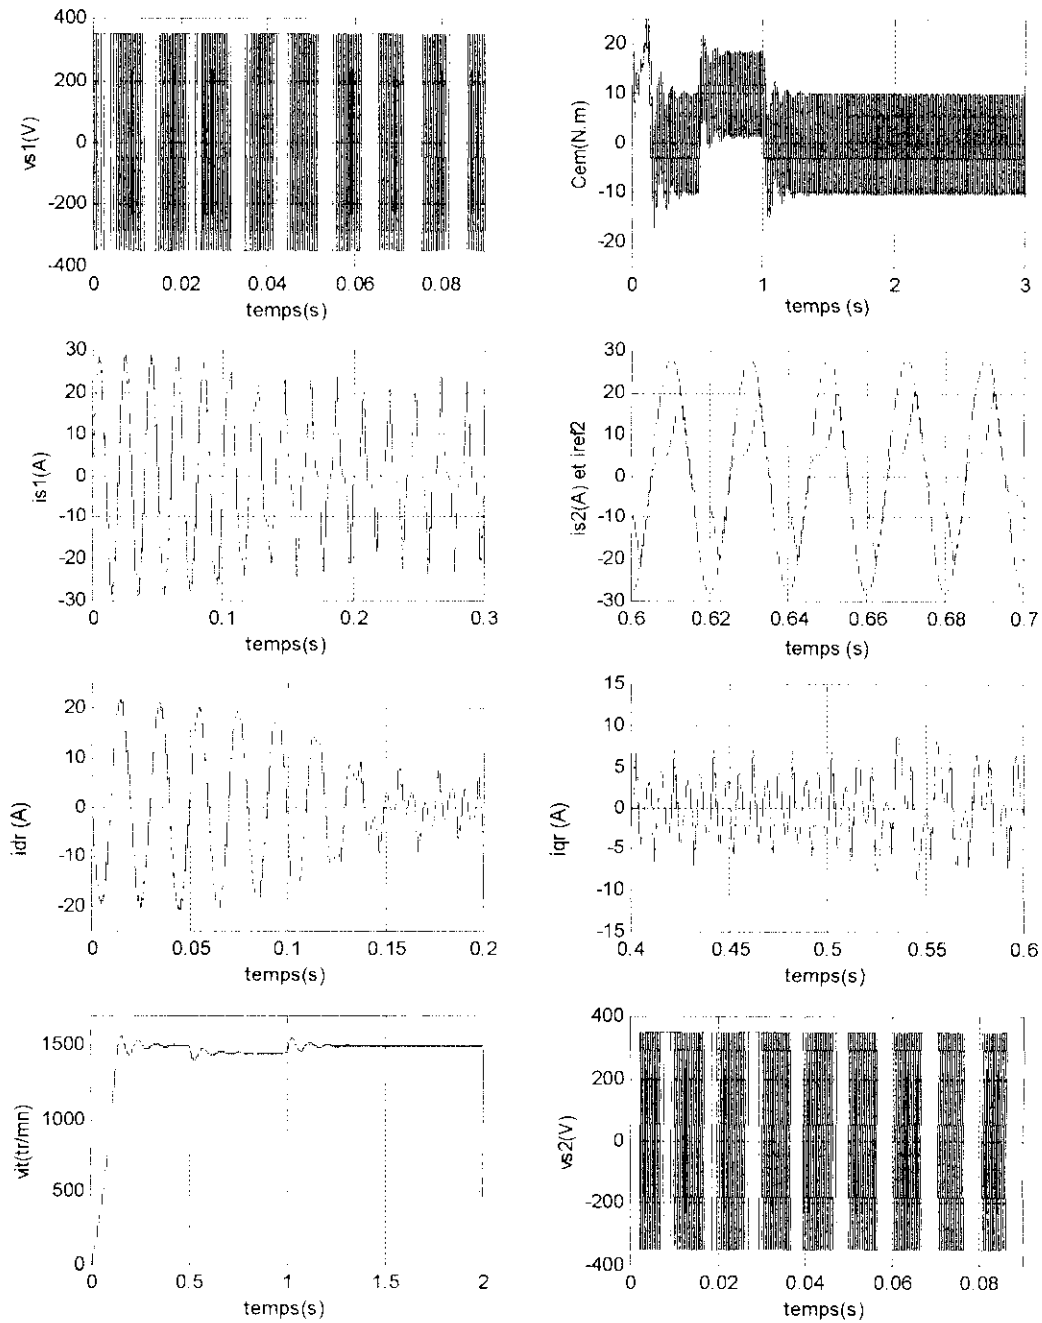 400
200
0
-200
-400
vs1(V)
0 0.02 0.04 0.06 0.08
temps(s)
20
10
0
-10
-20
Cem(N.m)
0 1 2 3
temps (s)
30
20
10
0
-10
-20
-30
is1(A)
0 0.1 0.2 0.3
temps(s)
30
20
10
0
-10
-20
-30
is2(A) et iref2
0.6 0.62 0.64 0.66 0.68 0.7
temps (s)
20
10
0
-10
-20
idr (A)
0 0.05 0.1 0.15 0.2
temps(s)
15
10
5
0
-5
-10
-15
iqr (A)
0.4 0.45 0.5 0.55 0.6
temps(s)
1500
1000
500
0
vit(tr/mn)
0 0.5 1 1.5 2
temps(s)
400
200
0
-200
-400
vs2(V)
0 0.02 0.04 0.06 0.08
temps(s)